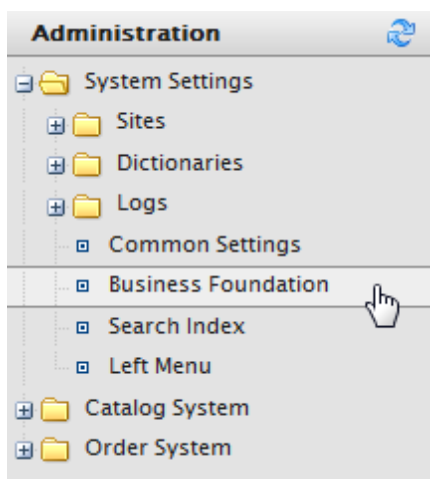 Administration
System Settings
Sites
Dictionaries
Logs
Common Settings
Business Foundation
Search Index
Left Menu
Catalog System
Order System